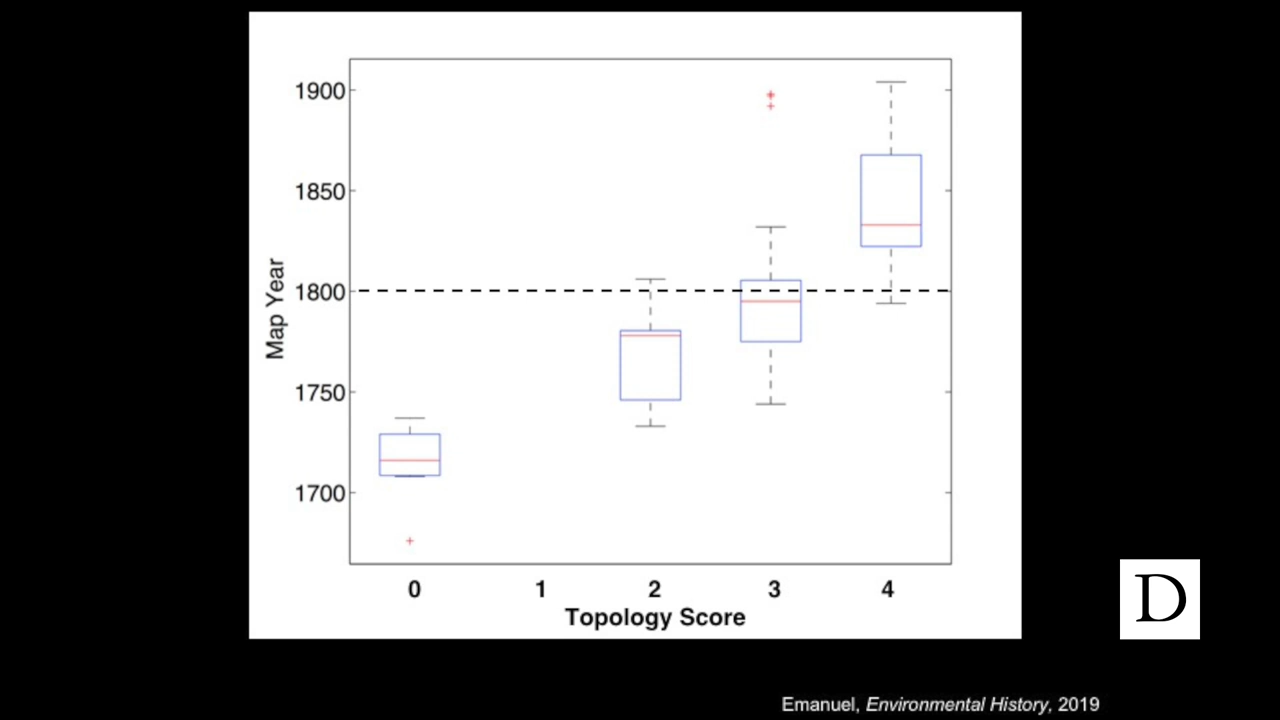 1900
1850
1800
1750
1700
Map Year
0 1 2 3 4
Topology Score
D
Emanuel, Environmental History, 2019